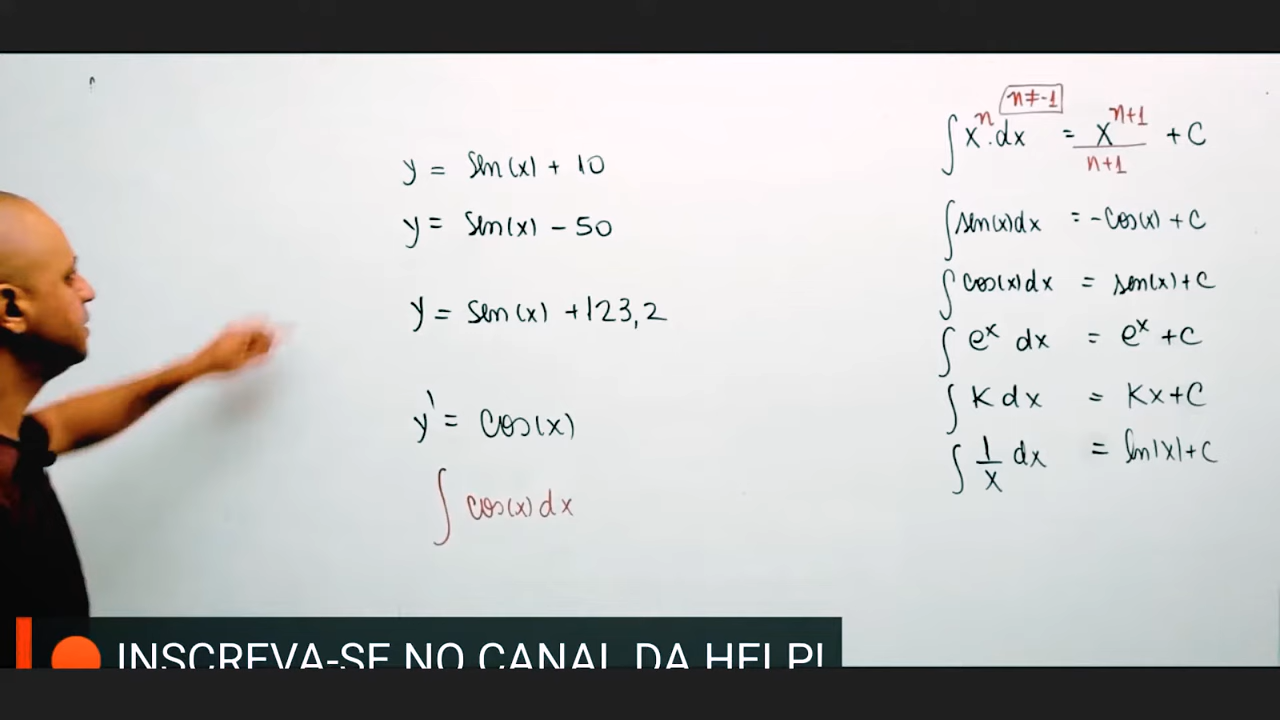 y = sen(x) + 10
y = sen(x) - 50
y = sen(x) + 123,2
y' = cos(x)
∫ cos(x) dx
n ≠ -1
∫ x^n . dx = x^(n+1)/(n+1) + C
∫ sen(x) dx = -cos(x) + C
∫ cos(x) dx = sen(x) + C
∫ e^x dx = e^x + C
∫ K dx = Kx + C
∫ 1/x dx = ln|x| + C
INSCREVA-SE NO CANAL DA HELP!